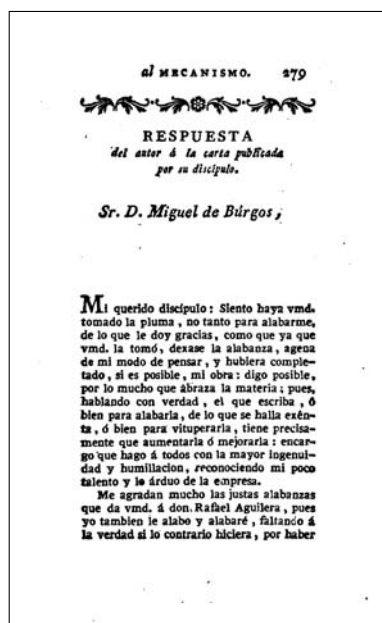 al MECANISMO. 279
RESPUESTA
del autor á la carta publicada
por su discípulo.
Sr. D. Miguel de Búrgos,
Mi querido discípulo: Siento haya vmd.
tomado la pluma, no tanto para alabarme,
de lo que le doy gracias, como que ya que
vmd. la tomó, dexase la alabanza, agena
de mi modo de pensar, y hubiera comple-
tado, si es posible, mi obra: digo posible,
por lo mucho que abraza la materia; pues,
hablando con verdad, el que escriba, ó
bien para alabarla, de lo que se halla exên-
ta, ó bien para vituperarla, tiene precisa-
mente que aumentarla ó mejorarla: encar-
go que hago á todos con la mayor ingenui-
dad y humillacion, reconociendo mi poco
talento y lo árduo de la empresa.
Me agradan mucho las justas alabanzas
que da vmd. á don Rafael Aguilera, pues
yo tambien le alabo y alabaré, faltando á
la verdad si lo contrario hiciera, por haber